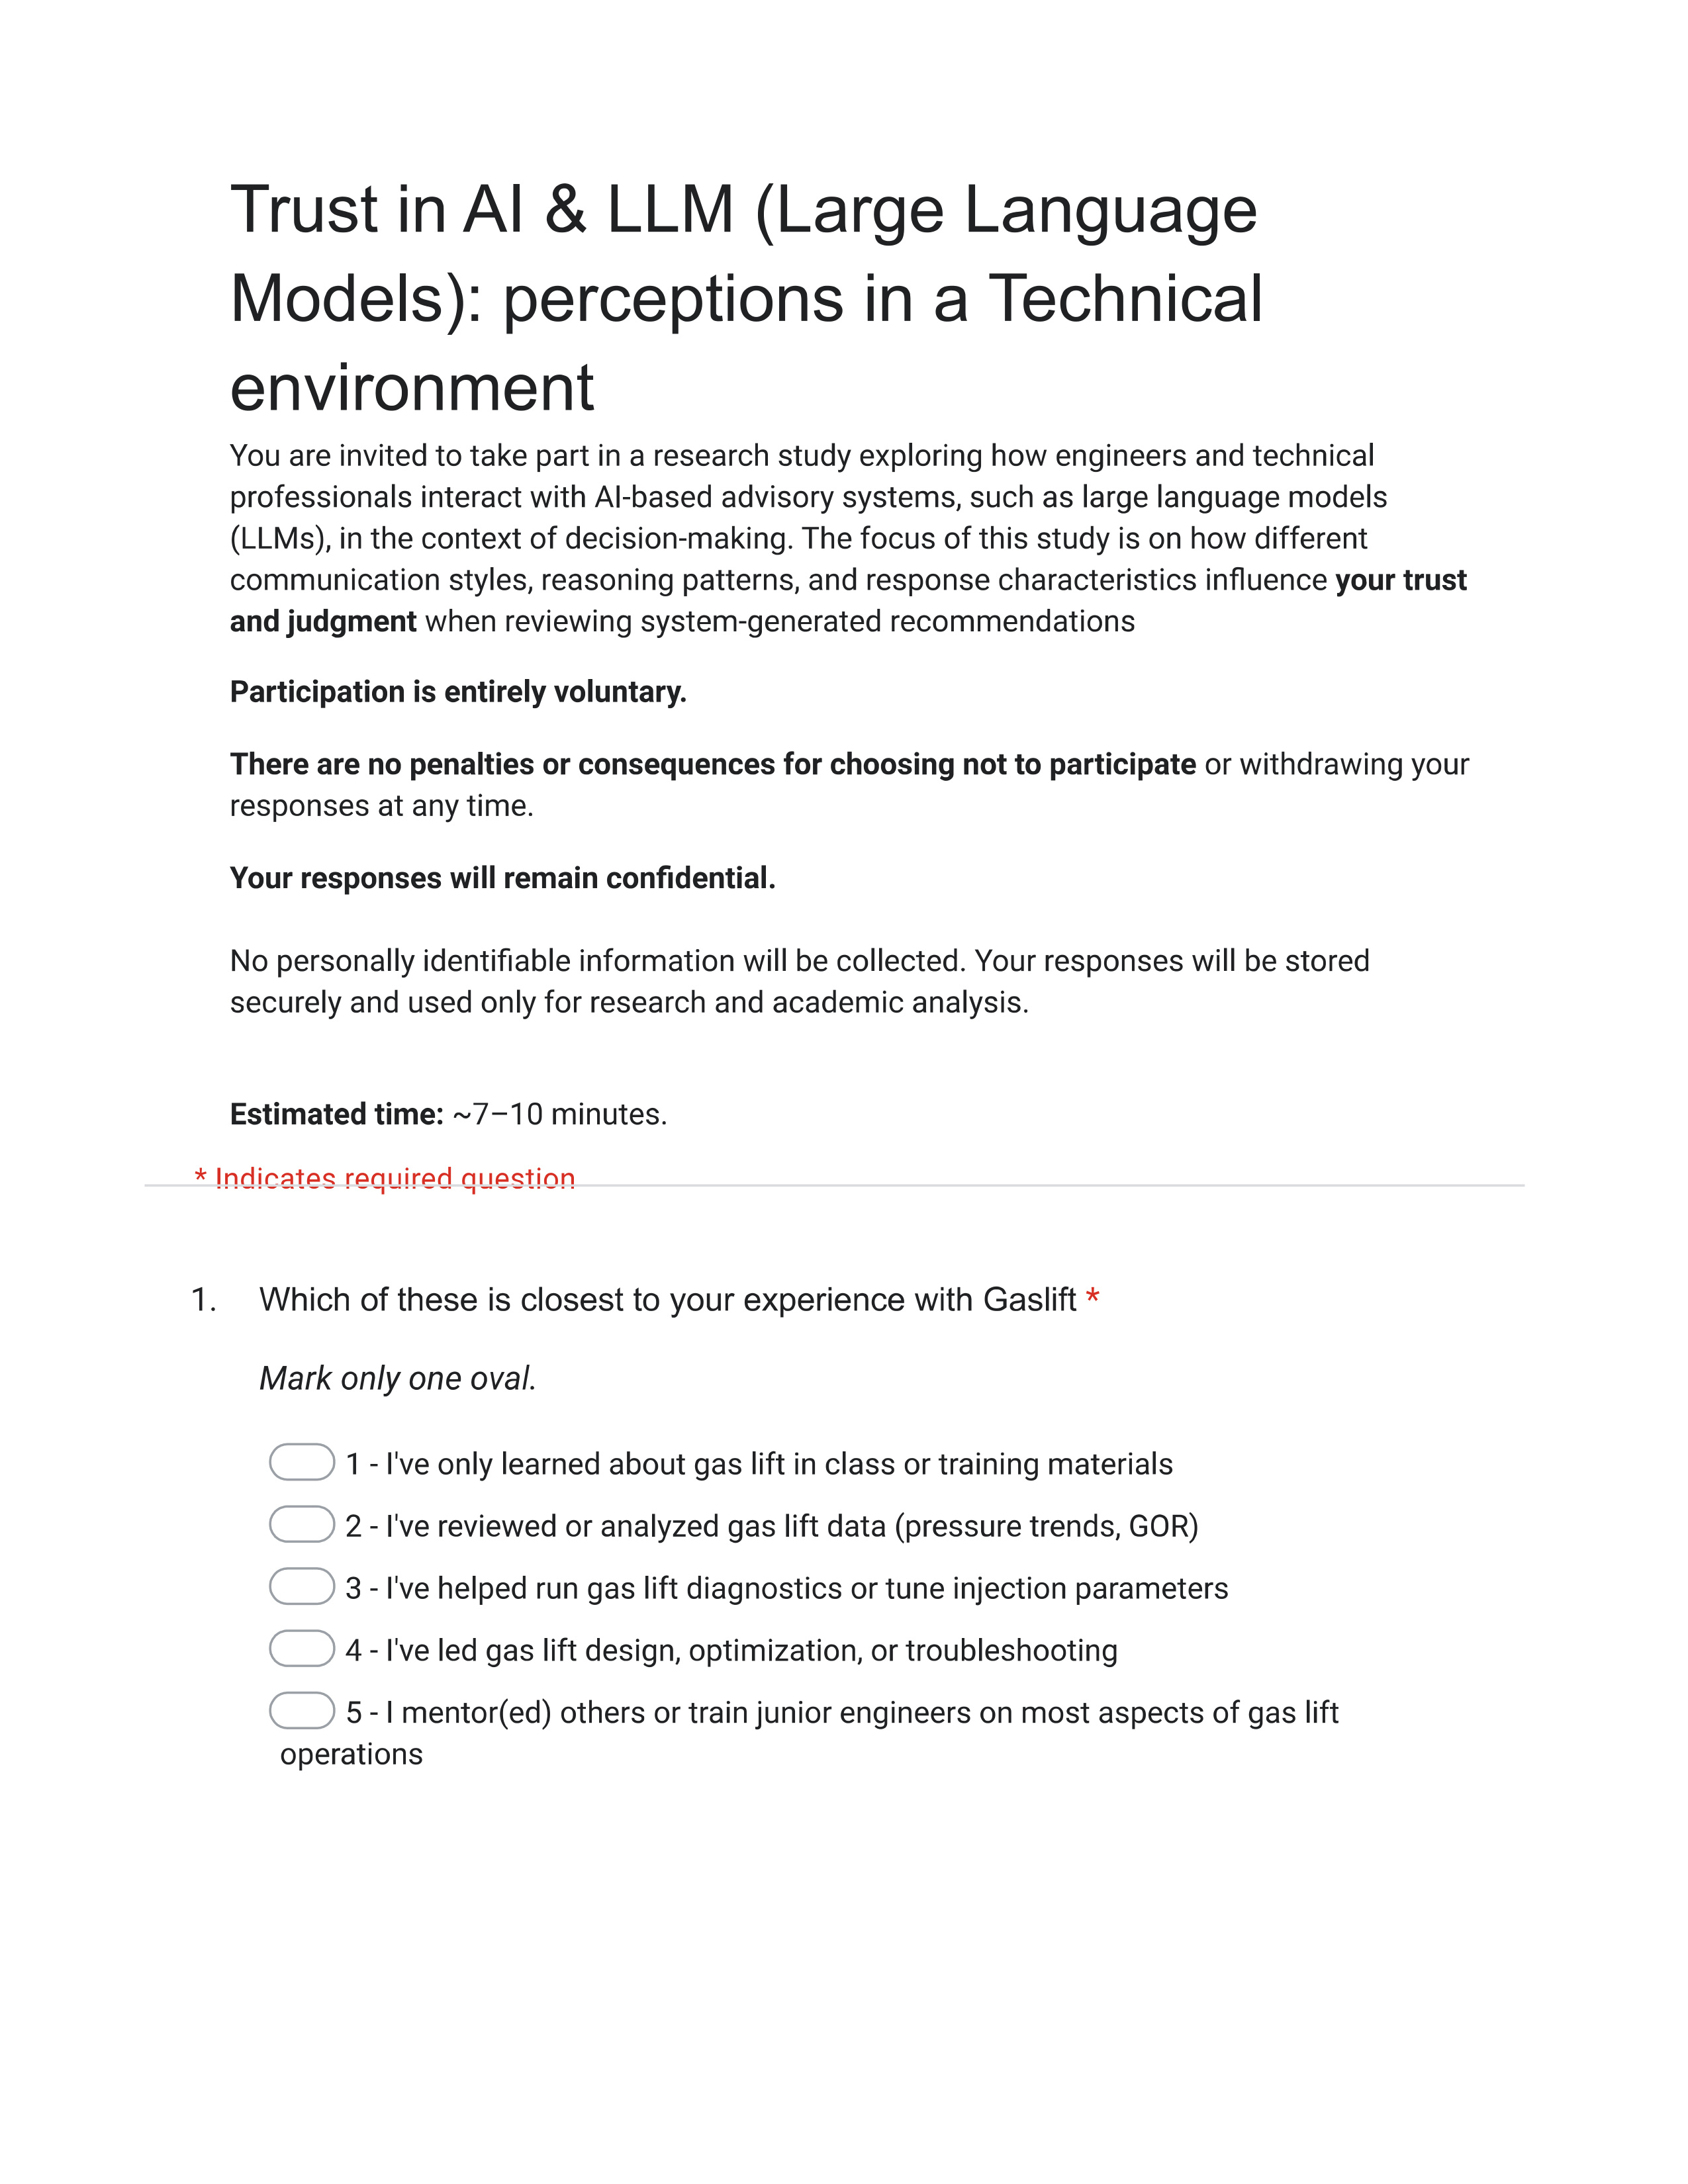 Trust in AI & LLM (Large Language
Models): perceptions in a Technical
environment
You are invited to take part in a research study exploring how engineers and technical
professionals interact with AI-based advisory systems, such as large language models
(LLMs), in the context of decision-making. The focus of this study is on how different
communication styles, reasoning patterns, and response characteristics influence your trust
and judgment when reviewing system-generated recommendations
Participation is entirely voluntary.
There are no penalties or consequences for choosing not to participate or withdrawing your
responses at any time.
Your responses will remain confidential.
No personally identifiable information will be collected. Your responses will be stored
securely and used only for research and academic analysis.
Estimated time: ~7–10 minutes.
* Indicates required question
1. Which of these is closest to your experience with Gaslift *
Mark only one oval.
1 - I've only learned about gas lift in class or training materials
2 - I've reviewed or analyzed gas lift data (pressure trends, GOR)
3 - I've helped run gas lift diagnostics or tune injection parameters
4 - I've led gas lift design, optimization, or troubleshooting
5 - I mentor(ed) others or train junior engineers on most aspects of gas lift
operations